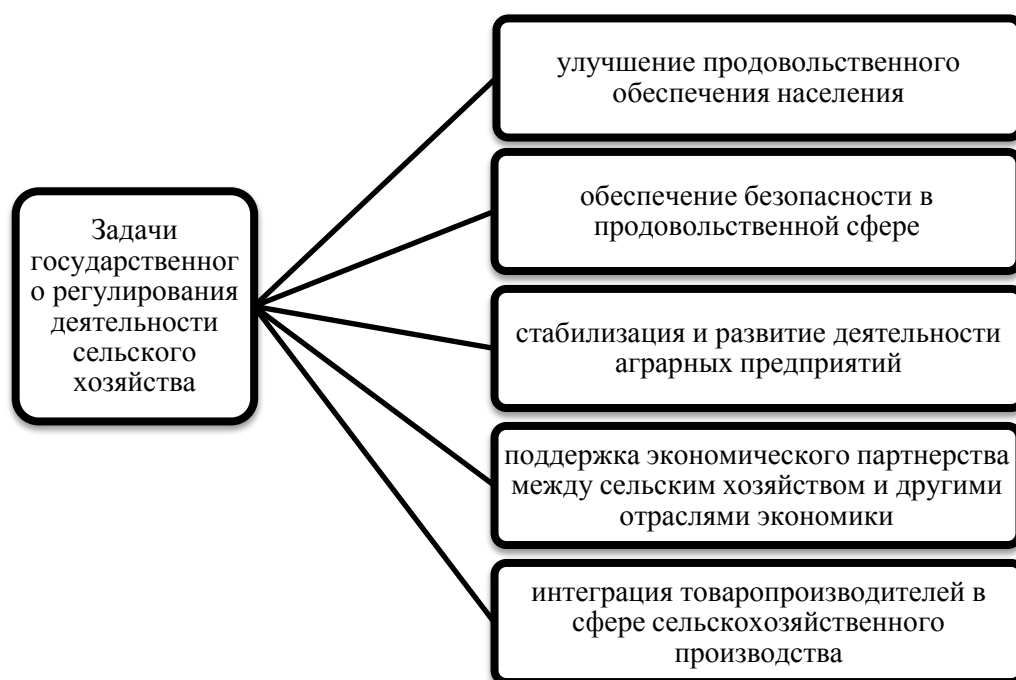 Задачи
государственног
о регулирования
деятельности
сельского
хозяйства
улучшение продовольственного
обеспечения населения
обеспечение безопасности в
продовольственной сфере
стабилизация и развитие деятельности
аграрных предприятий
поддержка экономического партнерства
между сельским хозяйством и другими
отраслями экономики
интеграция товаропроизводителей в
сфере сельскохозяйственного
производства